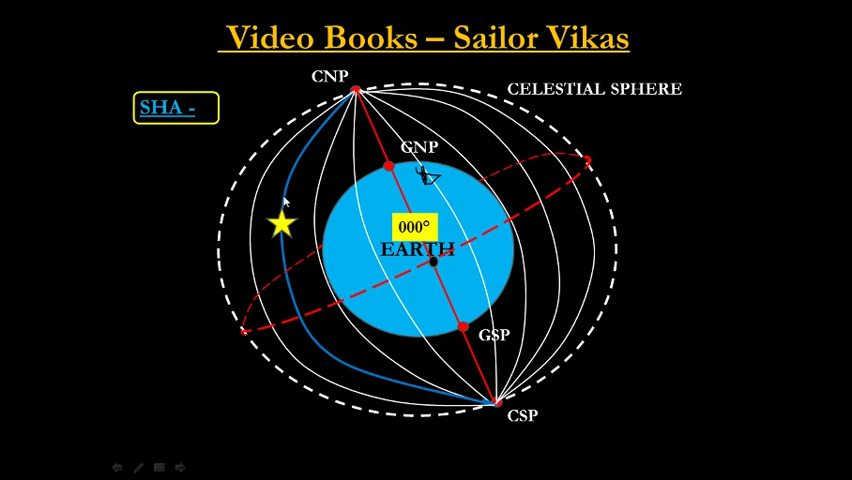 Video Books – Sailor Vikas
CNP
CELESTIAL SPHERE
SHA -
GNP
000°
EARTH
GSP
CSP